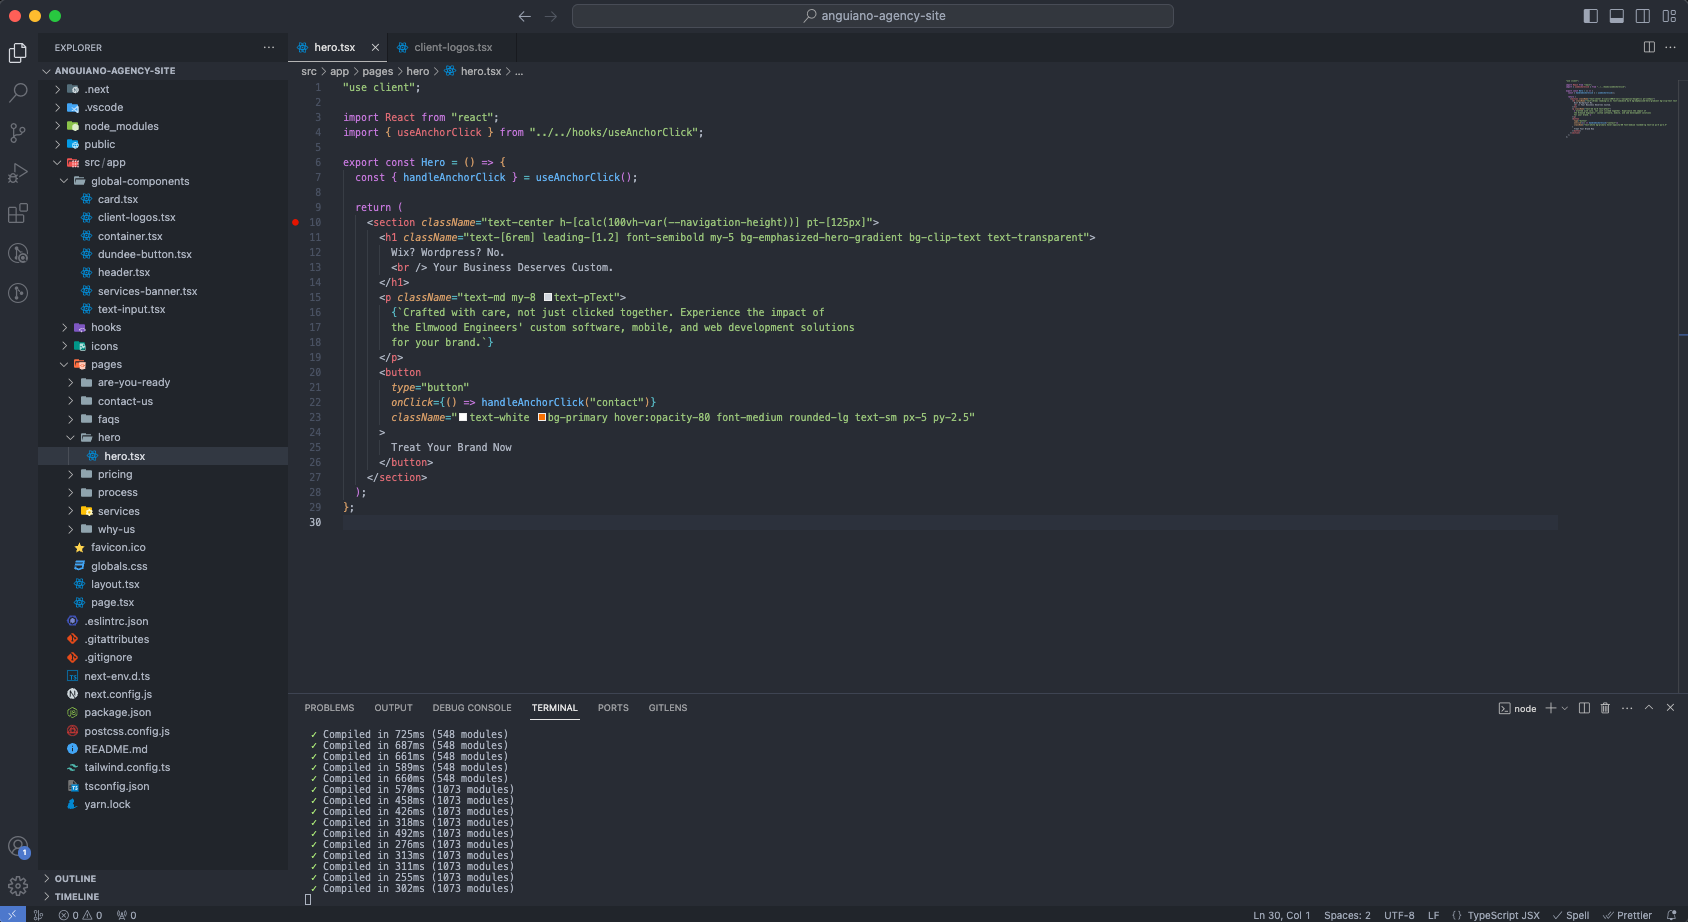 anguiano-agency-site
EXPLORER
ANGUIANO-AGENCY-SITE
.next
.vscode
node_modules
public
src/app
global-components
card.tsx
client-logos.tsx
container.tsx
dundee-button.tsx
header.tsx
services-banner.tsx
text-input.tsx
hooks
icons
pages
are-you-ready
contact-us
faqs
hero
hero.tsx
pricing
process
services
why-us
favicon.ico
globals.css
layout.tsx
page.tsx
.eslintrc.json
.gitattributes
.gitignore
next-env.d.ts
next.config.js
package.json
postcss.config.js
README.md
tailwind.config.ts
tsconfig.json
yarn.lock
OUTLINE
TIMELINE
1
hero.tsx
client-logos.tsx
src > app > pages > hero > hero.tsx > ...
1 "use client";
2
3 import React from "react";
4 import { useAnchorClick } from "../../hooks/useAnchorClick";
5
6 export const Hero = () => {
7 const { handleAnchorClick } = useAnchorClick();
8
9 return (
10 <section className="text-center h-[calc(100vh-var(--navigation-height))] pt-[125px]">
11 <h1 className="text-[6rem] leading-[1.2] font-semibold my-5 bg-emphasized-hero-gradient bg-clip-text text-transparent">
12 Wix? Wordpress? No.
13 <br /> Your Business Deserves Custom.
14 </h1>
15 <p className="text-md my-8 text-pText">
16 {`Crafted with care, not just clicked together. Experience the impact of
17 the Elmwood Engineers' custom software, mobile, and web development solutions
18 for your brand.`}
19 </p>
20 <button
21 type="button"
22 onClick={() => handleAnchorClick("contact")}
23 className="text-white bg-primary hover:opacity-80 font-medium rounded-lg text-sm px-5 py-2.5"
24 >
25 Treat Your Brand Now
26 </button>
27 </section>
28 );
29 };
30
PROBLEMS OUTPUT DEBUG CONSOLE TERMINAL PORTS GITLENS
node
✓ Compiled in 725ms (548 modules)
✓ Compiled in 687ms (548 modules)
✓ Compiled in 661ms (548 modules)
✓ Compiled in 589ms (548 modules)
✓ Compiled in 660ms (548 modules)
✓ Compiled in 570ms (1073 modules)
✓ Compiled in 458ms (1073 modules)
✓ Compiled in 426ms (1073 modules)
✓ Compiled in 318ms (1073 modules)
✓ Compiled in 492ms (1073 modules)
✓ Compiled in 276ms (1073 modules)
✓ Compiled in 313ms (1073 modules)
✓ Compiled in 311ms (1073 modules)
✓ Compiled in 255ms (1073 modules)
✓ Compiled in 302ms (1073 modules)
0 0 0 Ln 30, Col 1 Spaces: 2 UTF-8 LF {} TypeScript JSX ✓ Spell Prettier